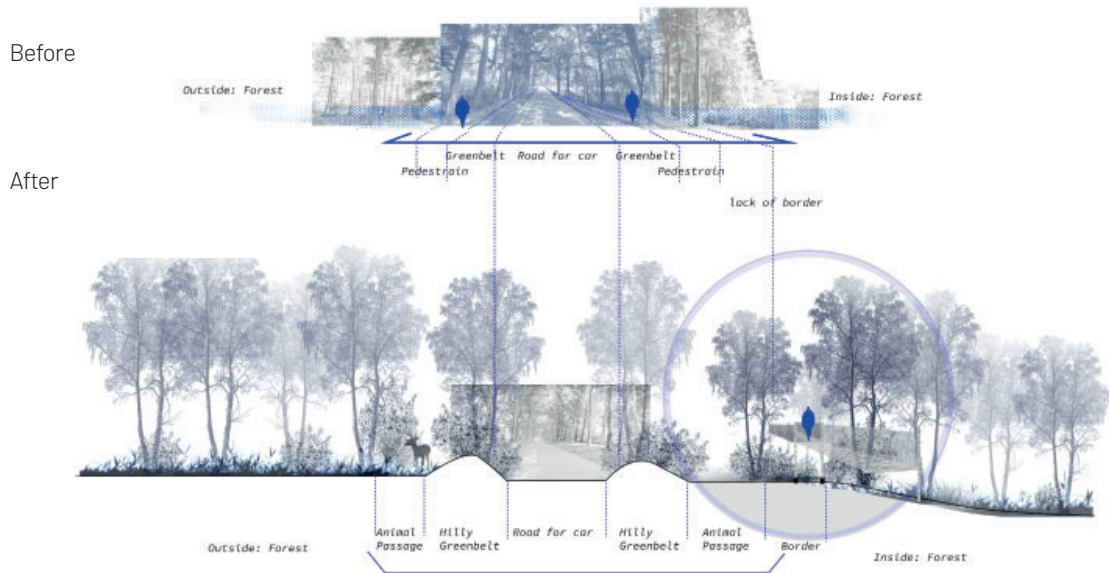 Before
Outside: Forest
Inside: Forest
Greenbelt Road for car Greenbelt
Pedestrain Pedestrain
After
lack of border
Animal Passage
Hilly Greenbelt
Road for car
Hilly Greenbelt
Animal Passage
Border
Outside: Forest
Inside: Forest